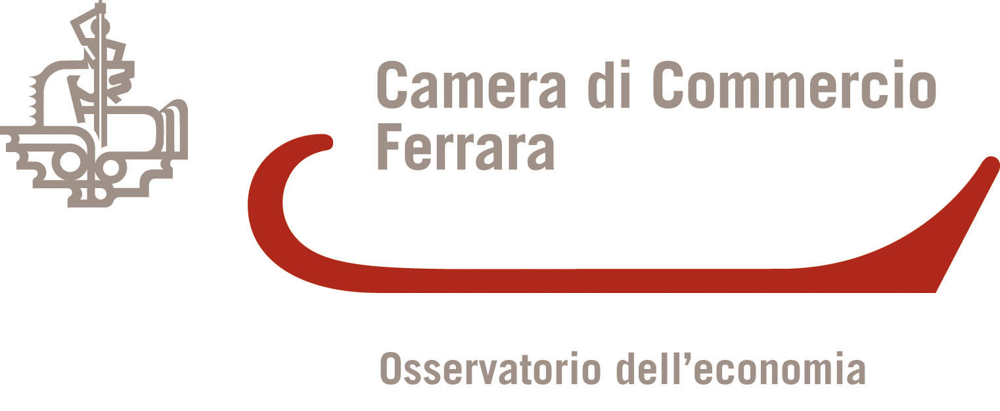 Camera di Commercio
Ferrara
Osservatorio dell’economia